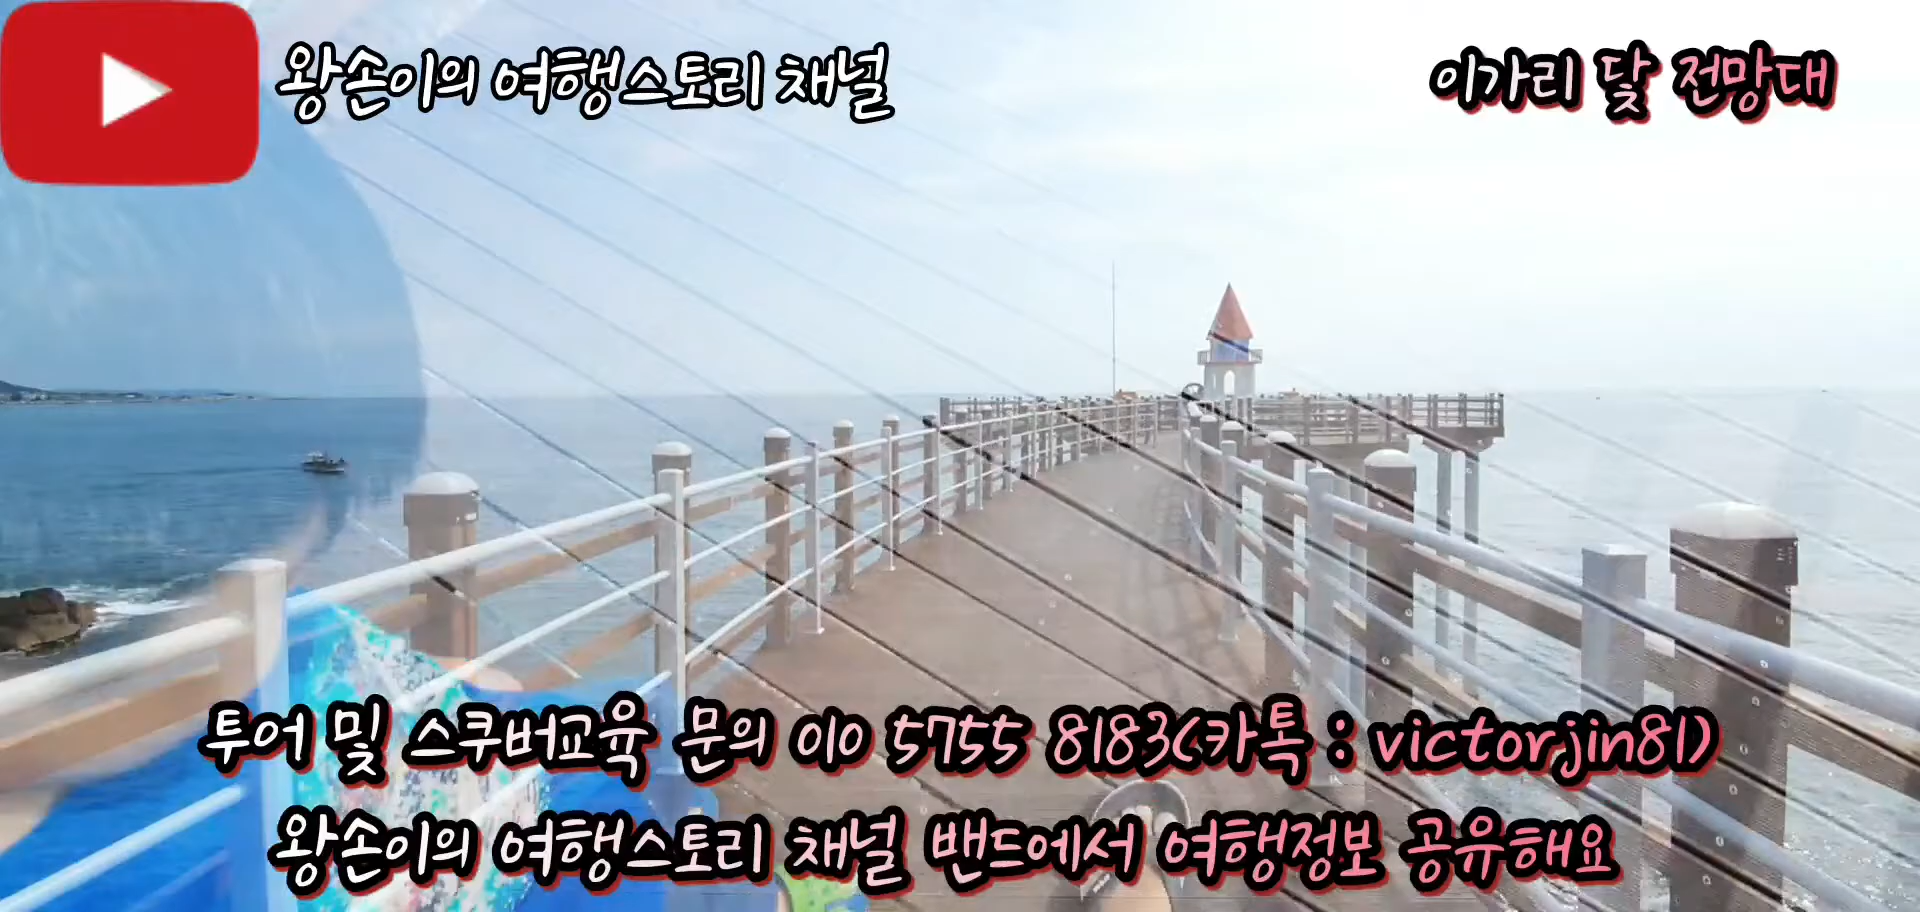 왕손이의 여행스토리 채널
이가리 닻 전망대
투어 및 스쿠버교육 문의 010 5755 8183(카톡 : victorjin81)
왕손이의 여행스토리 채널 밴드에서 여행정보 공유해요